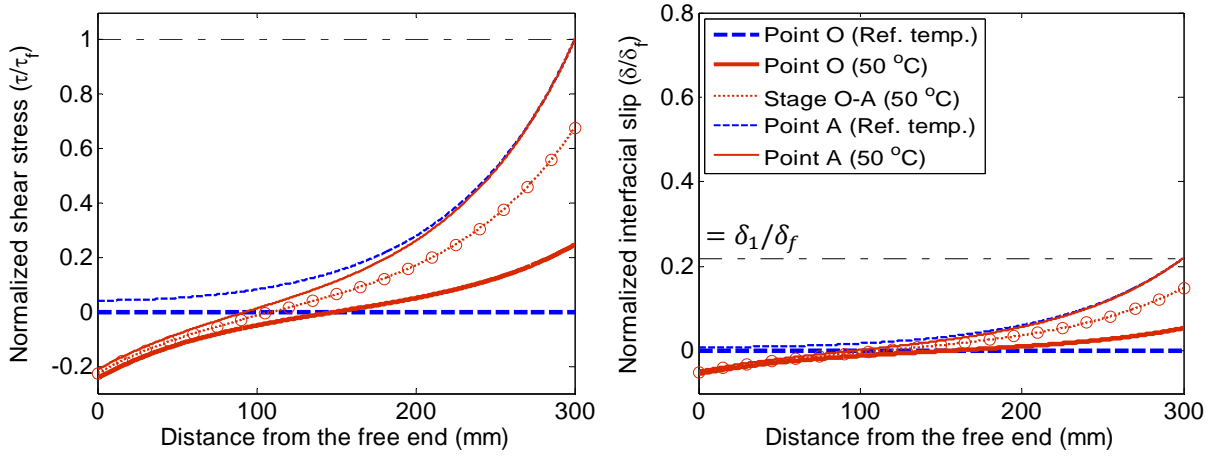 Normalized shear stress (τ/τf)
1
0.8
0.6
0.4
0.2
0
-0.2
0
100
200
300
Distance from the free end (mm)
Normalized interfacial slip (δ/δf)
0.8
0.6
0.4
0.2
0
Point O (Ref. temp.)
Point O (50 °C)
Stage O-A (50 °C)
Point A (Ref. temp.)
Point A (50 °C)
= δ1/δf
0
100
200
300
Distance from the free end (mm)